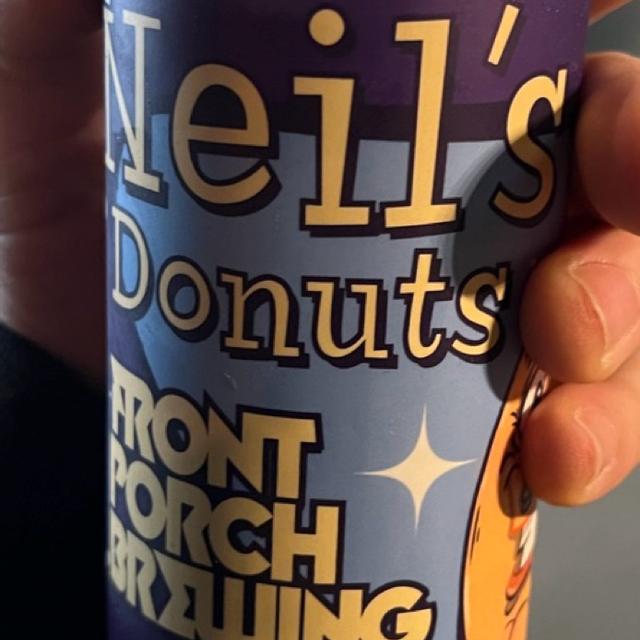 Neil's
Donuts
FRONT
PORCH
BREWING